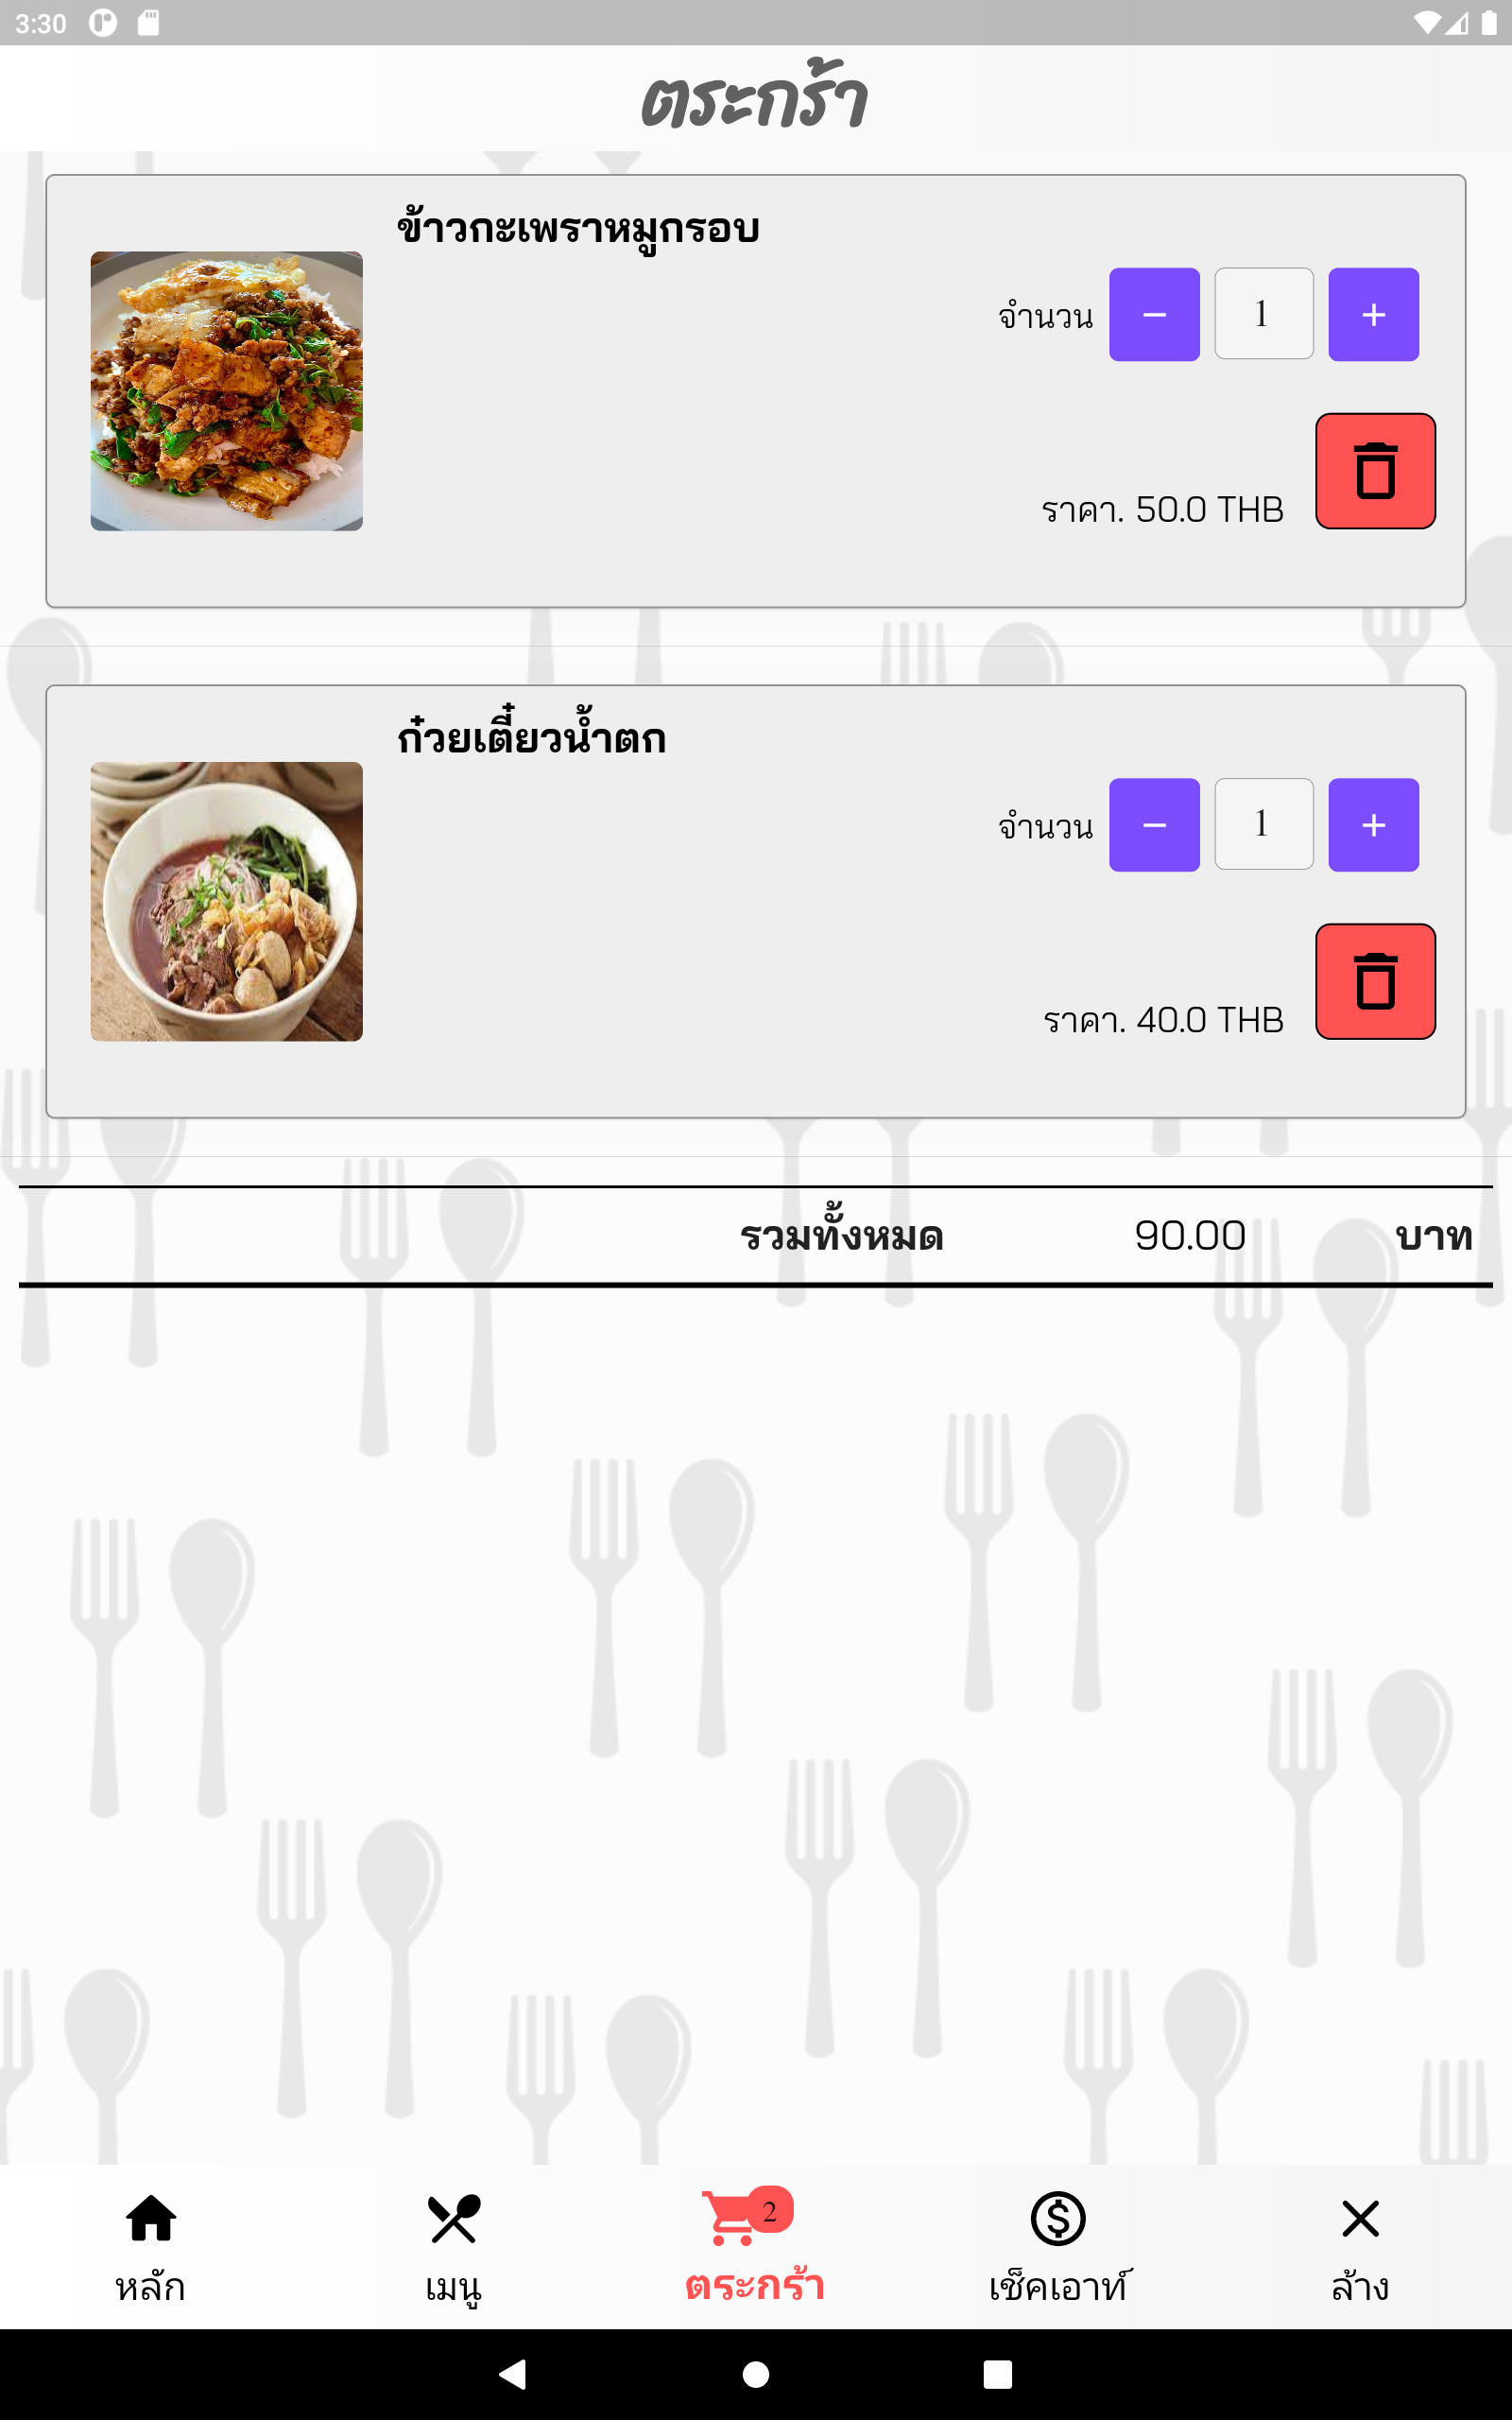 3:30
ตระกร้า
ข้าวกะเพราหมูกรอบ
จำนวน − 1 +
ราคา. 50.0 THB
ก๋วยเตี๋ยวน้ำตก
จำนวน − 1 +
ราคา. 40.0 THB
รวมทั้งหมด 90.00 บาท
2
หลัก เมนู ตระกร้า เช็คเอาท์ ล้าง